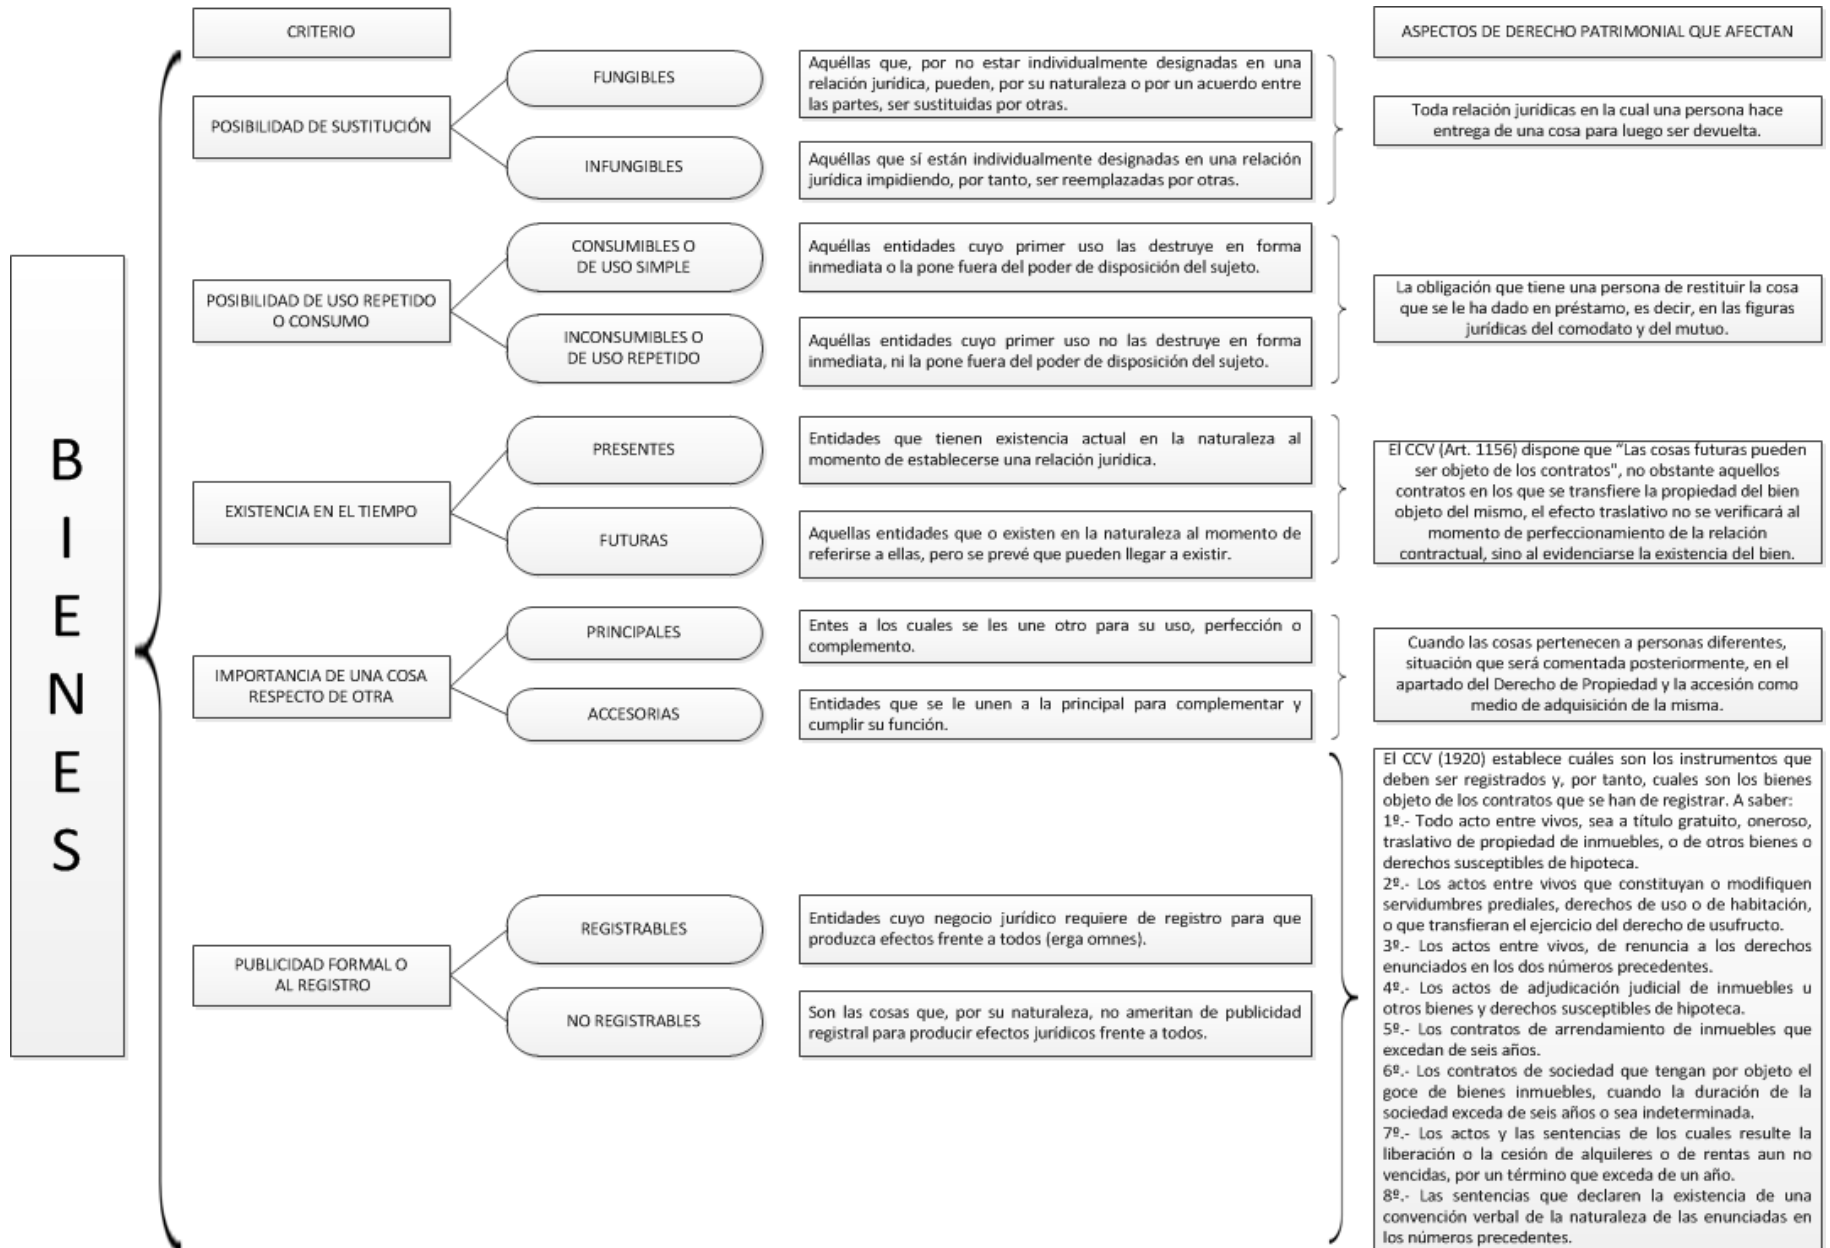 BIENES
CRITERIO
ASPECTOS DE DERECHO PATRIMONIAL QUE AFECTAN
POSIBILIDAD DE SUSTITUCIÓN
FUNGIBLES
Aquéllas que, por no estar individualmente designadas en una
relación jurídica, pueden, por su naturaleza o por un acuerdo entre
las partes, ser sustituidas por otras.
INFUNGIBLES
Aquéllas que sí están individualmente designadas en una relación
jurídica impidiendo, por tanto, ser reemplazadas por otras.
Toda relación jurídicas en la cual una persona hace
entrega de una cosa para luego ser devuelta.
POSIBILIDAD DE USO REPETIDO
O CONSUMO
CONSUMIBLES O
DE USO SIMPLE
Aquéllas entidades cuyo primer uso las destruye en forma
inmediata o la pone fuera del poder de disposición del sujeto.
INCONSUMIBLES O
DE USO REPETIDO
Aquéllas entidades cuyo primer uso no las destruye en forma
inmediata, ni la pone fuera del poder de disposición del sujeto.
La obligación que tiene una persona de restituir la cosa
que se le ha dado en préstamo, es decir, en las figuras
jurídicas del comodato y del mutuo.
EXISTENCIA EN EL TIEMPO
PRESENTES
Entidades que tienen existencia actual en la naturaleza al
momento de establecerse una relación jurídica.
FUTURAS
Aquellas entidades que o existen en la naturaleza al momento de
referirse a ellas, pero se prevé que pueden llegar a existir.
El CCV (Art. 1156) dispone que “Las cosas futuras pueden
ser objeto de los contratos", no obstante aquellos
contratos en los que se transfiere la propiedad del bien
objeto del mismo, el efecto traslativo no se verificará al
momento de perfeccionamiento de la relación
contractual, sino al evidenciarse la existencia del bien.
IMPORTANCIA DE UNA COSA
RESPECTO DE OTRA
PRINCIPALES
Entes a los cuales se les une otro para su uso, perfección o
complemento.
ACCESORIAS
Entidades que se le unen a la principal para complementar y
cumplir su función.
Cuando las cosas pertenecen a personas diferentes,
situación que será comentada posteriormente, en el
apartado del Derecho de Propiedad y la accesión como
medio de adquisición de la misma.
PUBLICIDAD FORMAL O
AL REGISTRO
REGISTRABLES
Entidades cuyo negocio jurídico requiere de registro para que
produzca efectos frente a todos (erga omnes).
NO REGISTRABLES
Son las cosas que, por su naturaleza, no ameritan de publicidad
registral para producir efectos jurídicos frente a todos.
El CCV (1920) establece cuáles son los instrumentos que
deben ser registrados y, por tanto, cuales son los bienes
objeto de los contratos que se han de registrar. A saber:
1º.- Todo acto entre vivos, sea a título gratuito, oneroso,
traslativo de propiedad de inmuebles, o de otros bienes o
derechos susceptibles de hipoteca.
2º.- Los actos entre vivos que constituyan o modifiquen
servidumbres prediales, derechos de uso o de habitación,
o que transfieran el ejercicio del derecho de usufructo.
3º.- Los actos entre vivos, de renuncia a los derechos
enunciados en los dos números precedentes.
4º.- Los actos de adjudicación judicial de inmuebles u
otros bienes y derechos susceptibles de hipoteca.
5º.- Los contratos de arrendamiento de inmuebles que
excedan de seis años.
6º.- Los contratos de sociedad que tengan por objeto el
goce de bienes inmuebles, cuando la duración de la
sociedad exceda de seis años o sea indeterminada.
7º.- Los actos y las sentencias de los cuales resulte la
liberación o la cesión de alquileres o de rentas aun no
vencidas, por un término que exceda de un año.
8º.- Las sentencias que declaren la existencia de una
convención verbal de la naturaleza de las enunciadas en
los números precedentes.